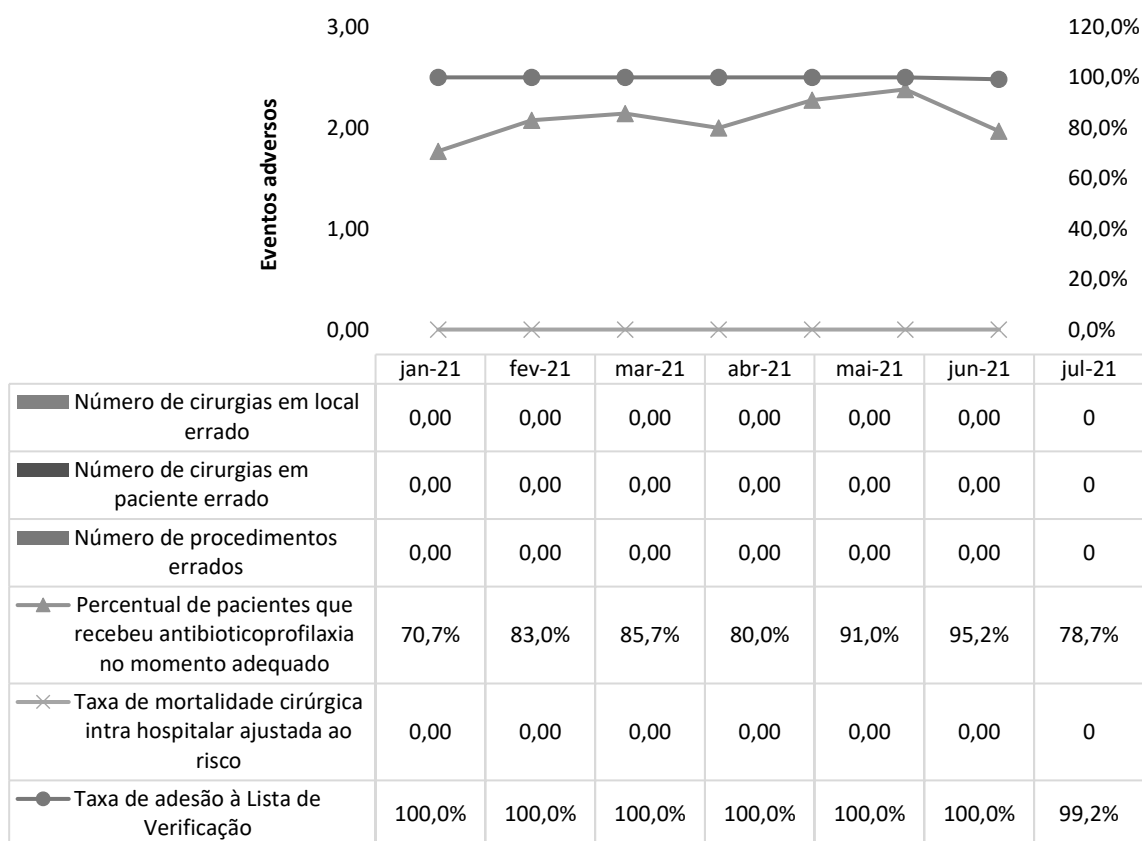 3,00
2,00
1,00
0,00
Eventos adversos
120,0%
100,0%
80,0%
60,0%
40,0%
20,0%
0,0%
jan-21 fev-21 mar-21 abr-21 mai-21 jun-21 jul-21
Número de cirurgias em local
errado
0,00 0,00 0,00 0,00 0,00 0,00 0
Número de cirurgias em
paciente errado
0,00 0,00 0,00 0,00 0,00 0,00 0
Número de procedimentos
errados
0,00 0,00 0,00 0,00 0,00 0,00 0
Percentual de pacientes que
recebeu antibioticoprofilaxia
no momento adequado
70,7% 83,0% 85,7% 80,0% 91,0% 95,2% 78,7%
Taxa de mortalidade cirúrgica
intra hospitalar ajustada ao
risco
0,00 0,00 0,00 0,00 0,00 0,00 0
Taxa de adesão à Lista de
Verificação
100,0% 100,0% 100,0% 100,0% 100,0% 100,0% 99,2%